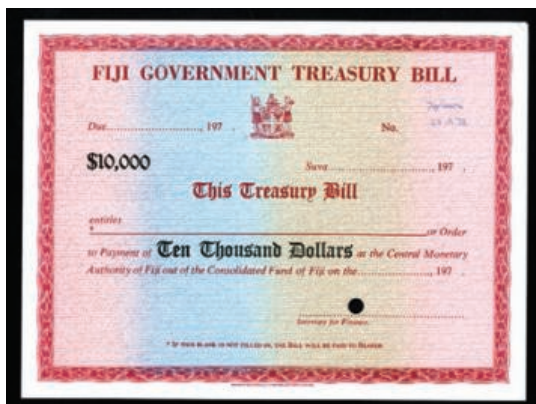 FIJI GOVERNMENT TREASURY BILL
Due...................., 197 .
No.
$10,000
Suva...................., 197 .
This Treasury Bill
entitles
*
or Order
to Payment of Ten Thousand Dollars at the Central Monetary
Authority of Fiji out of the Consolidated Fund of Fiji on the...................., 197 .
Secretary for Finance.
* IF THIS BLANK IS NOT FILLED IN, THE BILL WILL BE PAID TO BEARER